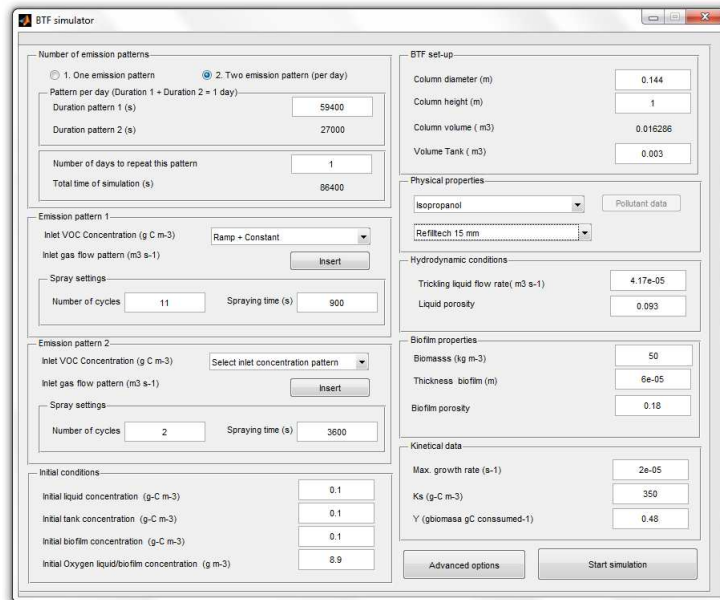 BTF simulator
Number of emission patterns
1. One emission pattern
2. Two emission pattern (per day)
Pattern per day (Duration 1 + Duration 2 = 1 day)
Duration pattern 1 (s) 59400
Duration pattern 2 (s) 27000
Number of days to repeat this pattern 1
Total time of simulation (s) 86400
Emission pattern 1
Inlet VOC Concentration (g C m-3) Ramp + Constant
Inlet gas flow pattern (m3 s-1) Insert
Spray settings
Number of cycles 11 Spraying time (s) 900
Emission pattern 2
Inlet VOC Concentration (g C m-3) Select inlet concentration pattern
Inlet gas flow pattern (m3 s-1) Insert
Spray settings
Number of cycles 2 Spraying time (s) 3600
Initial conditions
Initial liquid concentration (g-C m-3) 0.1
Initial tank concentration (g-C m-3) 0.1
Initial biofilm concentration (g-C m-3) 0.1
Initial Oxygen liquid/biofilm concentration (g m-3) 8.9
BTF set-up
Column diameter (m) 0.144
Column height (m) 1
Column volume ( m3) 0.016286
Volume Tank ( m3) 0.003
Physical properties
Isopropanol Pollutant data
Refilltech 15 mm
Hydrodynamic conditions
Trickling liquid flow rate( m3 s-1) 4.17e-05
Liquid porosity 0.093
Biofilm properties
Biomasss (kg m-3) 50
Thickness biofilm (m) 6e-05
Biofilm porosity 0.18
Kinetical data
Max. growth rate (s-1) 2e-05
Ks (g-C m-3) 350
Y (gbiomasa gC conssumed-1) 0.48
Advanced options Start simulation